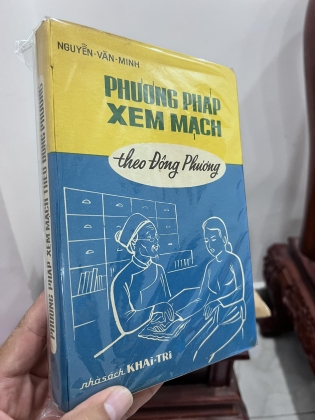 NGUYỄN-VĂN-MINH
PHƯƠNG PHÁP
XEM MẠCH
theo Đông Phương
nhà sách KHAI-TRÍ
PHƯƠNG PHÁP XEM MẠCH THEO ĐÔNG PHƯƠNG